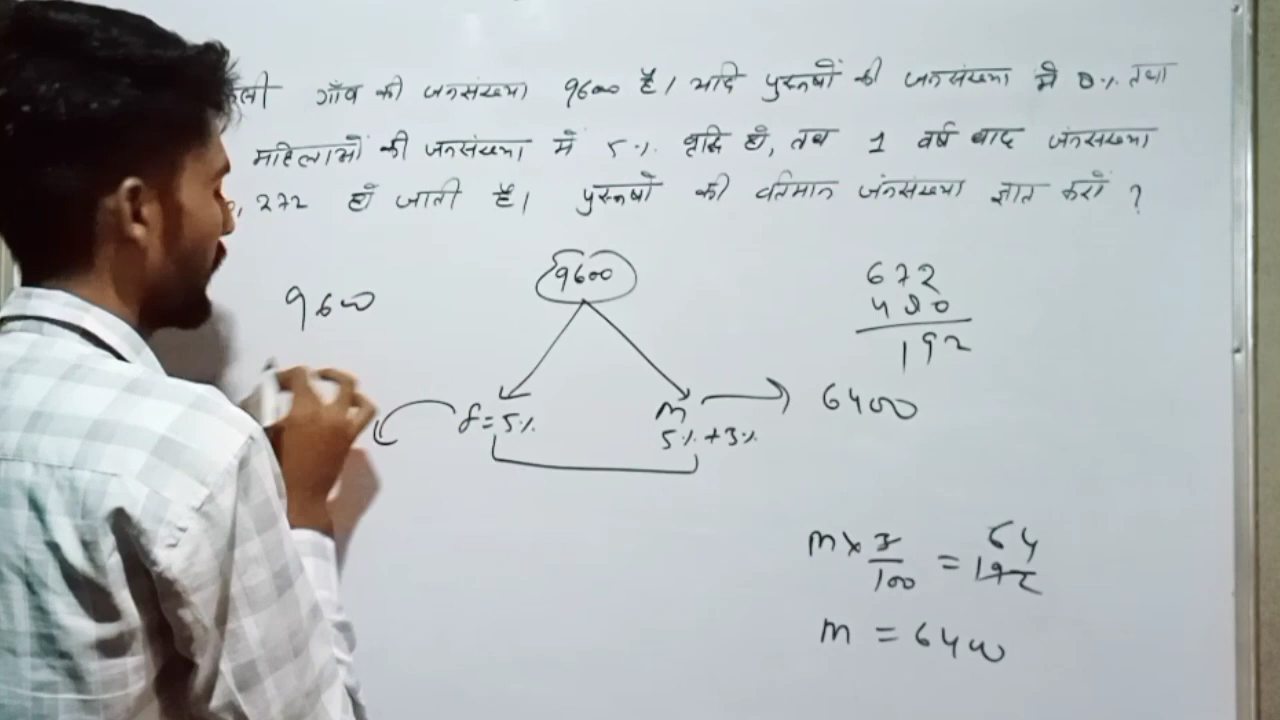 गाँव की जनसंख्या 9600 है। यदि पुरूषों की जनसंख्या में 8% तथा
महिलाओं की जनसंख्या में 5% वृद्धि हो, तब 1 वर्ष बाद जनसंख्या
, 272 हो जाती है। पुरूषों की वर्तमान जनसंख्या ज्ञात करों ?
9600
9600
672
480
192
f = 5%
m
5% + 3%
6400
m × 3/100 = 192
64
m = 6400